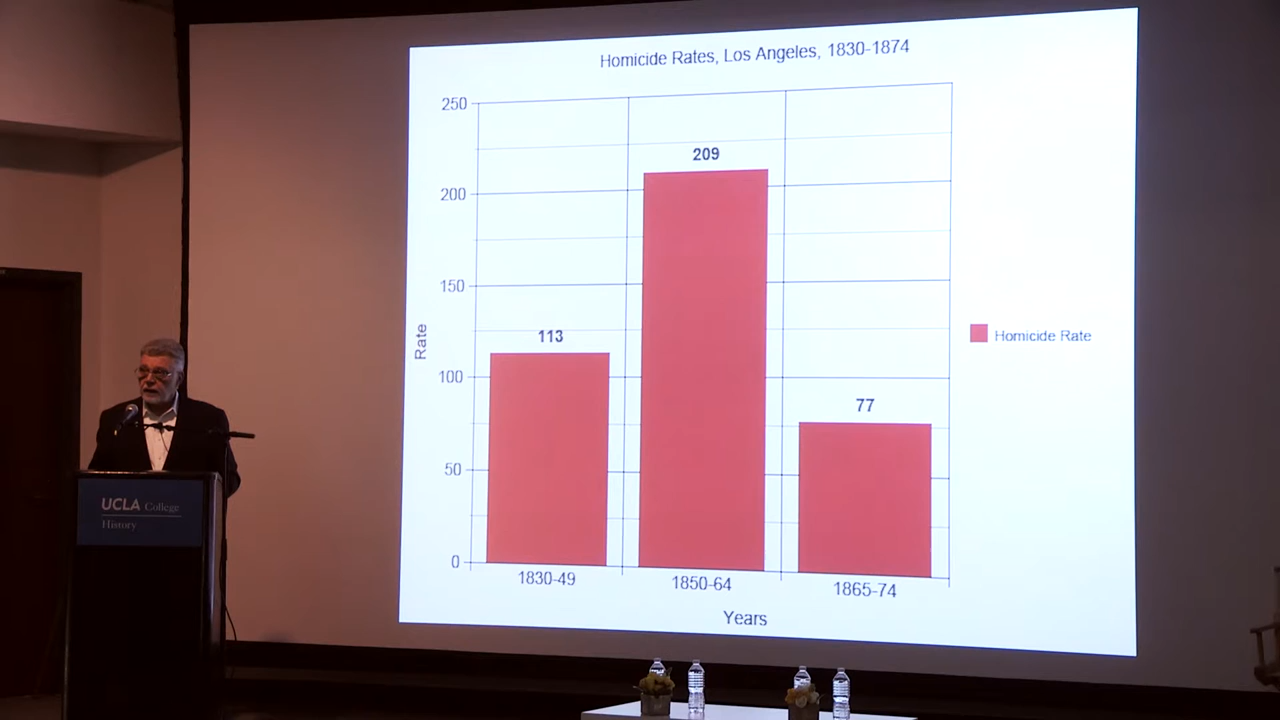 Homicide Rates, Los Angeles, 1830-1874
250
200
150
100
50
0
Rate
113
209
77
1830-49
1850-64
1865-74
Years
Homicide Rate
UCLA College
History